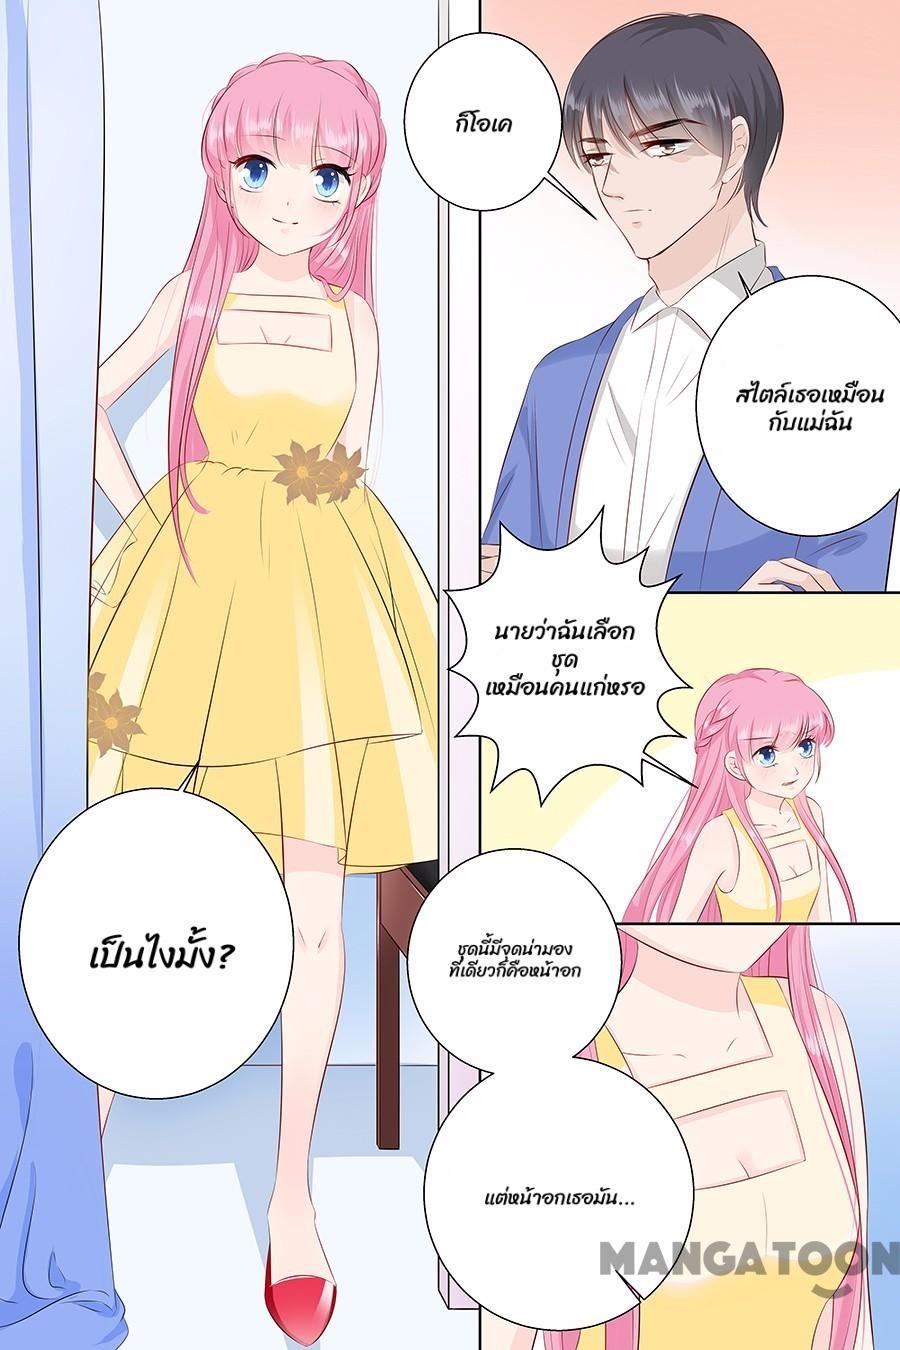 เป็นไงมั้ง?
ก็โอเค
สไตล์เธอเหมือน
กับแม่ฉัน
นายว่าฉันเลือก
ชุด
เหมือนคนแก่หรอ
ชุดนี้มีจุดน่ามอง
ทีเดียวก็คือหน้าอก
แต่หน้าอกเธอมัน...
MANGATOON